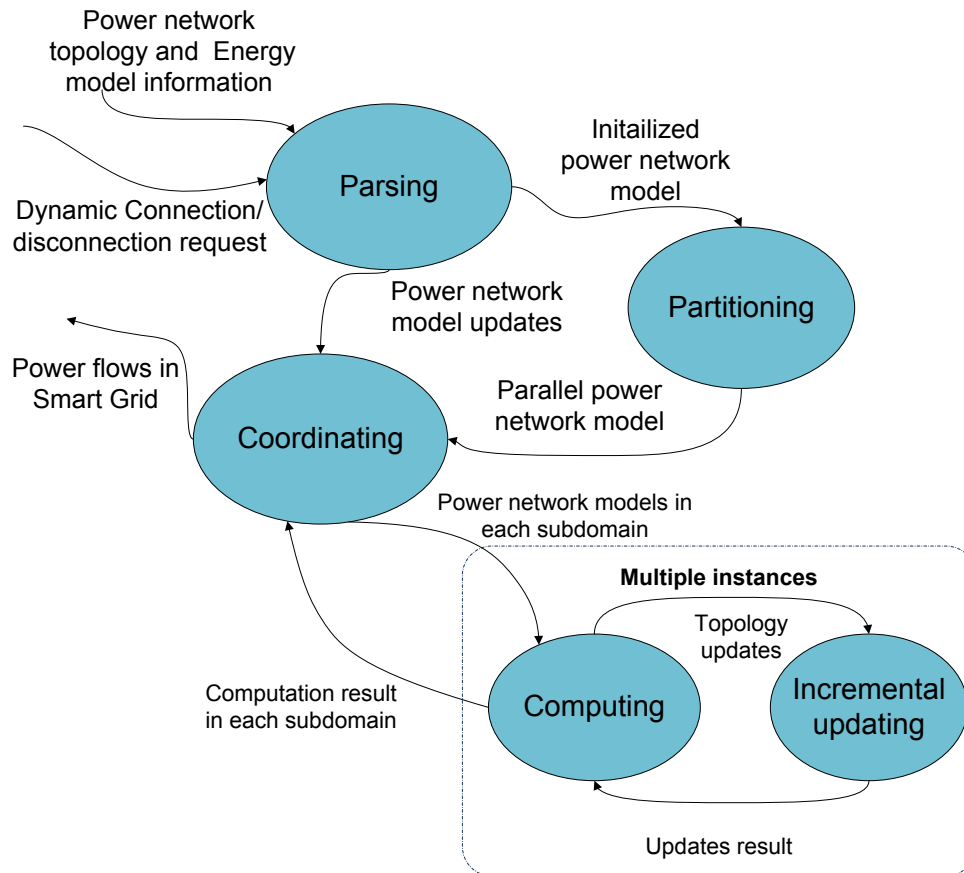 Power network
topology and Energy
model information
Initailized
power network
model
Parsing
Dynamic Connection/
disconnection request
Power network
model updates
Partitioning
Power flows in
Smart Grid
Parallel power
network model
Coordinating
Power network models in
each subdomain
Multiple instances
Topology
updates
Computation result
in each subdomain
Computing
Incremental
updating
Updates result